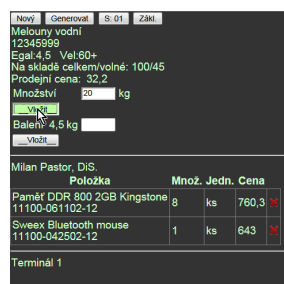 Nový Generovat S: 01 Zákl.
Melouny vodní
12345999
Egal:4,5 Vel:60+
Na skladě celkem/volné: 100/45
Prodejní cena: 32,2
Množství 20 kg
__Vložit__
Balení 4,5 kg
__Vložit__
Milan Pastor, DiS.
Položka Množ. Jedn. Cena
Paměť DDR 800 2GB Kingstone 8 ks 760,3
11100-061102-12
Sweex Bluetooth mouse 1 ks 643
11100-042502-12
Terminál 1